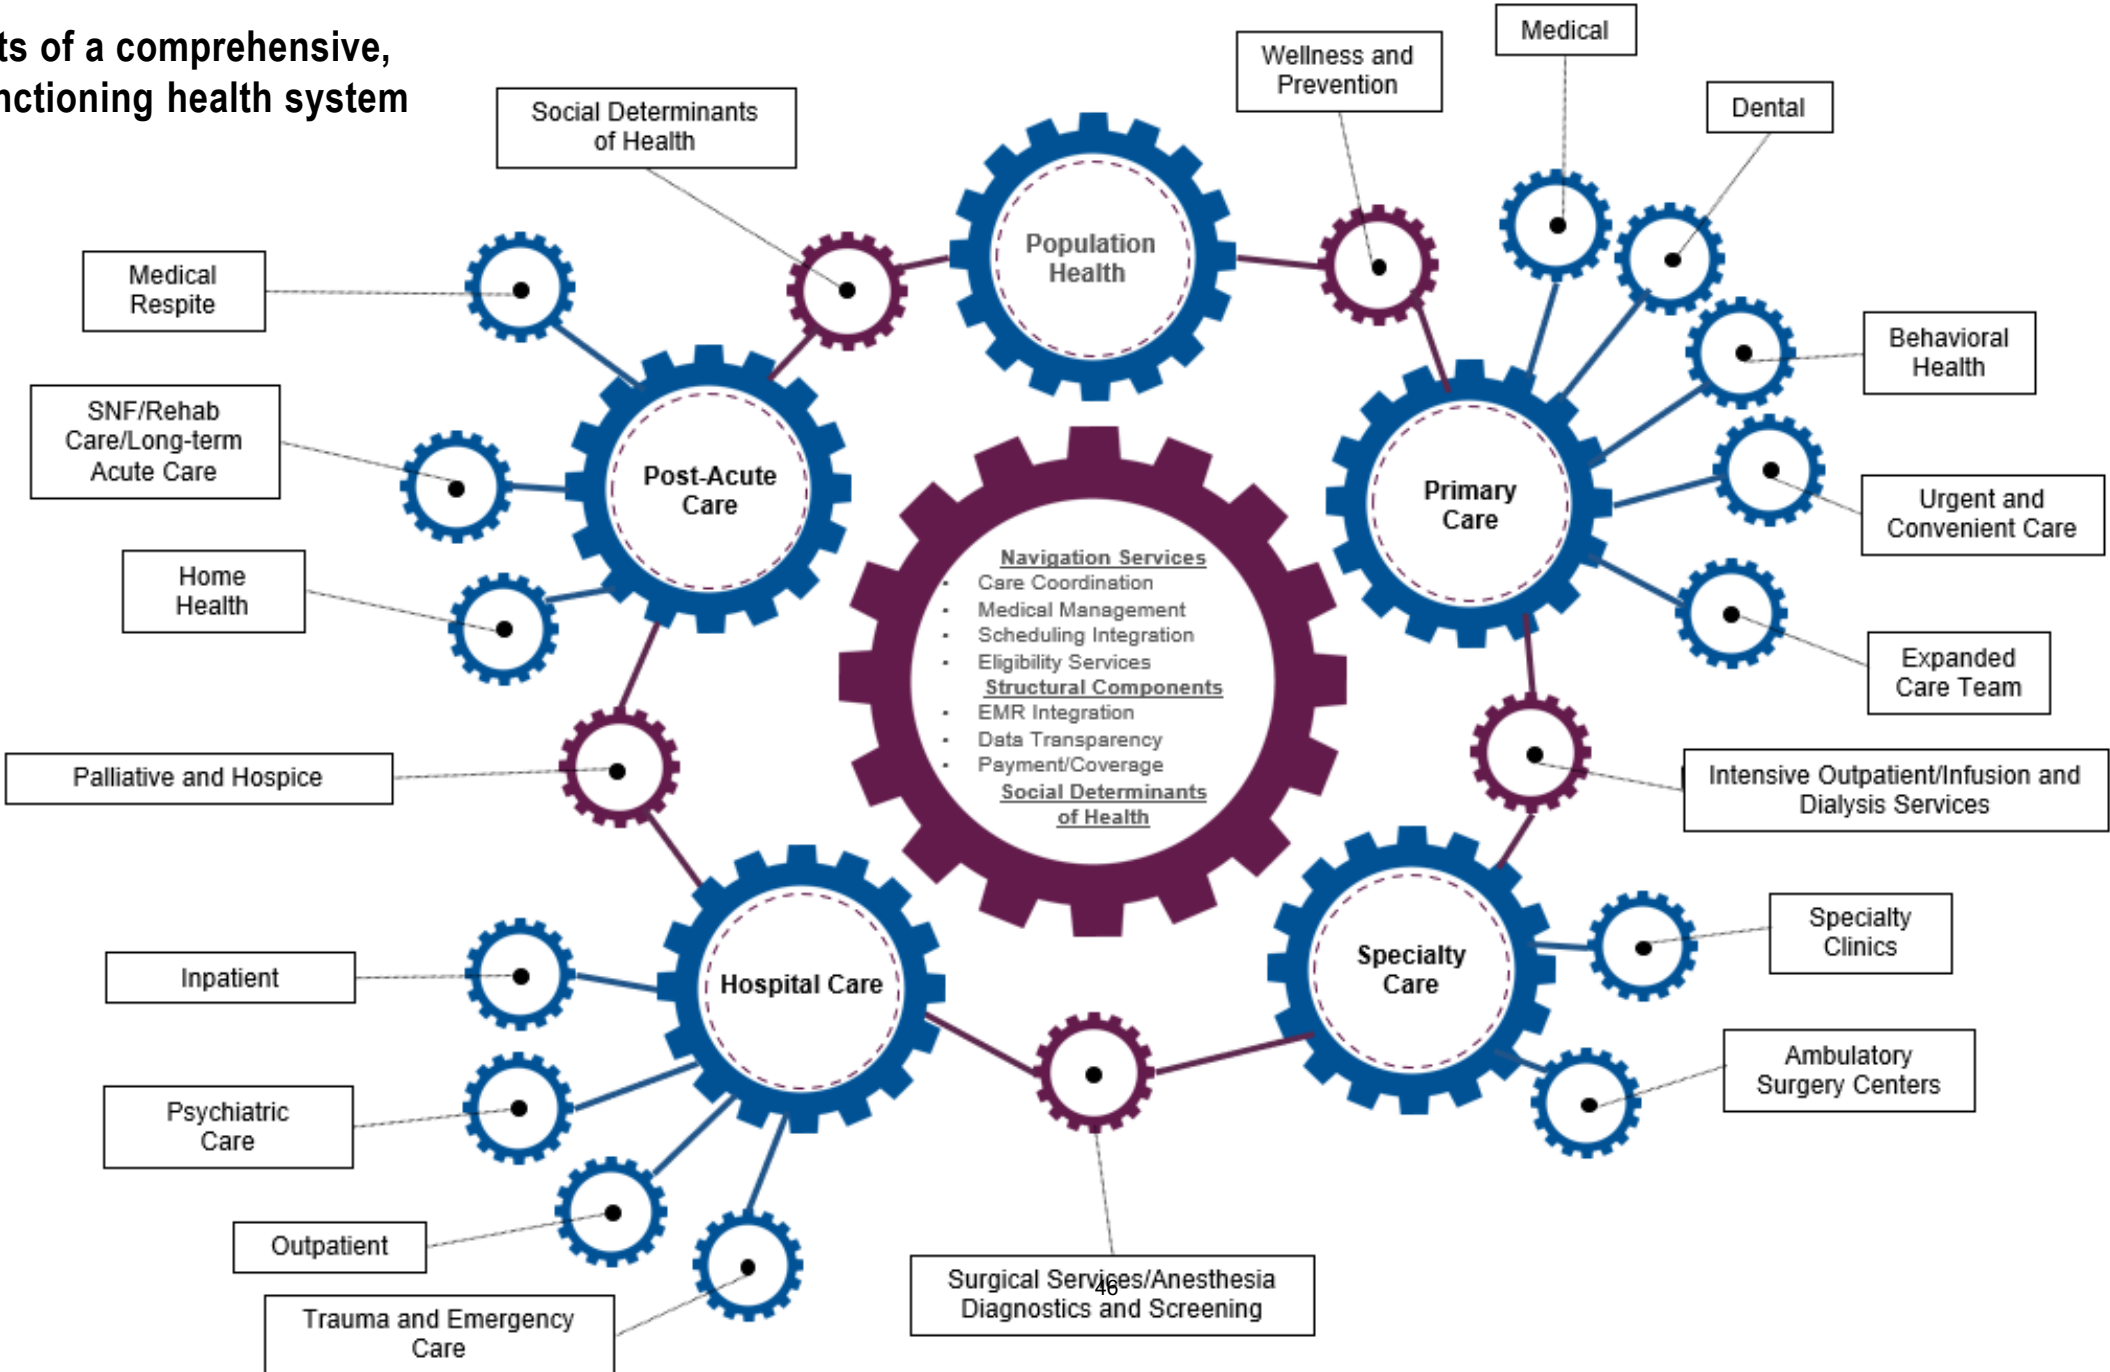 ts of a comprehensive,
nctioning health system
Medical
Wellness and
Prevention
Dental
Social Determinants
of Health
Population
Health
Medical
Respite
Behavioral
Health
SNF/Rehab
Care/Long-term
Acute Care
Post-Acute
Care
Primary
Care
Urgent and
Convenient Care
Home
Health
Navigation Services
• Care Coordination
• Medical Management
• Scheduling Integration
• Eligibility Services
Structural Components
• EMR Integration
• Data Transparency
• Payment/Coverage
Social Determinants
of Health
Expanded
Care Team
Palliative and Hospice
Intensive Outpatient/Infusion and
Dialysis Services
Hospital Care
Specialty
Care
Specialty
Clinics
Inpatient
Ambulatory
Surgery Centers
Psychiatric
Care
Outpatient
Surgical Services/Anesthesia
Diagnostics and Screening
46
Trauma and Emergency
Care